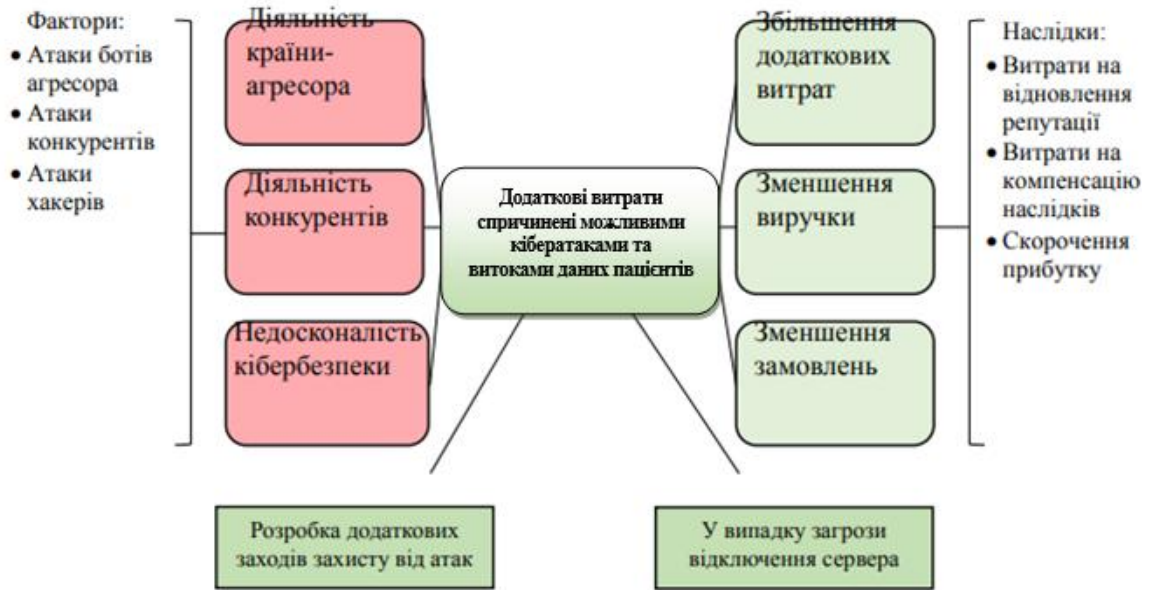 Фактори:
• Атаки ботів
агресора
• Атаки
конкурентів
• Атаки
хакерів
Діяльність
країни-
агресора
Діяльність
конкурентів
Недосконалість
кібербезпеки
Додаткові витрати
спричинені можливими
кібератаками та
витоками даних пацієнтів
Збільшення
додаткових
витрат
Зменшення
виручки
Зменшення
замовлень
Наслідки:
• Витрати на
відновлення
репутації
• Витрати на
компенсацію
наслідків
• Скорочення
прибутку
Розробка додаткових
заходів захисту від атак
У випадку загрози
відключення сервера